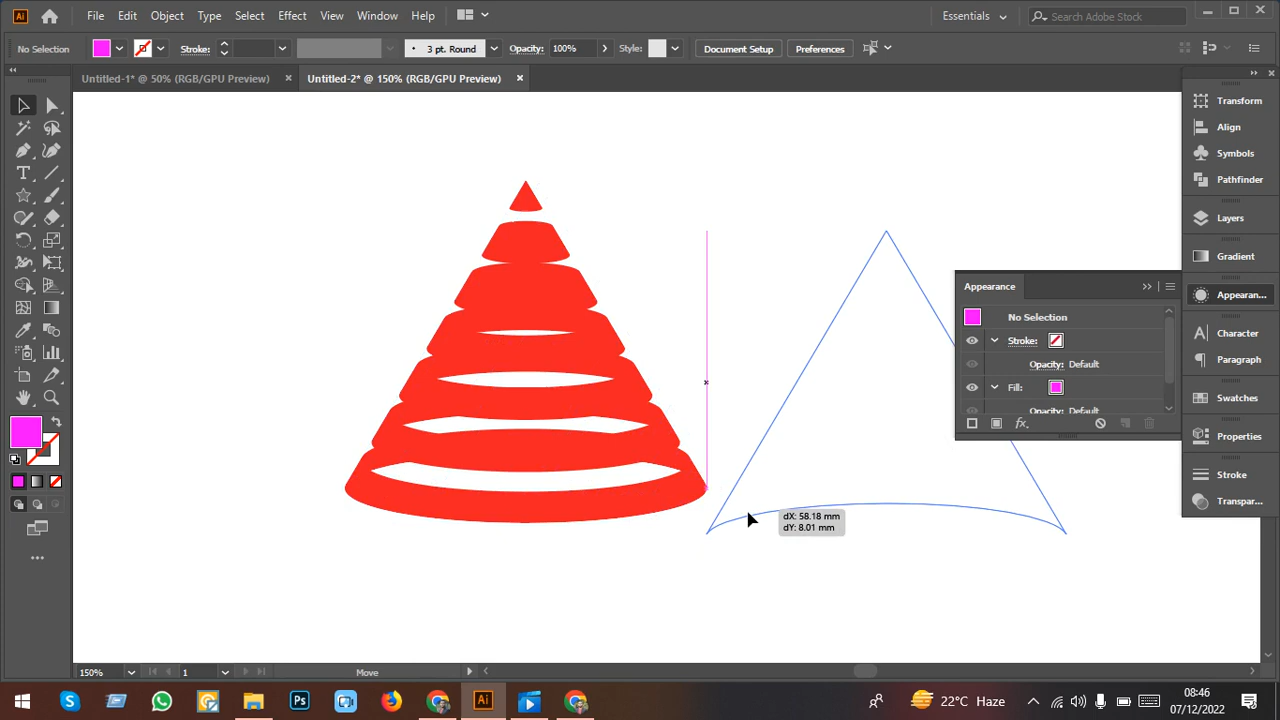 Ai
File Edit Object Type Select Effect View Window Help
Essentials
Search Adobe Stock
No Selection
Stroke:
3 pt. Round
Opacity: 100%
Style:
Document Setup
Preferences
Untitled-1* @ 50% (RGB/GPU Preview) ×
Untitled-2* @ 150% (RGB/GPU Preview) ×
Transform
Align
Symbols
Pathfinder
Layers
Gradient
Appearan...
Character
Paragraph
Swatches
Properties
Stroke
Transpar...
Appearance
No Selection
Stroke:
Opacity: Default
Fill:
Opacity: Default
fx
dX: 58.18 mm
dY: 8.01 mm
150%
1
Move
Ps
Ai
22°C Haze
08:46
07/12/2022